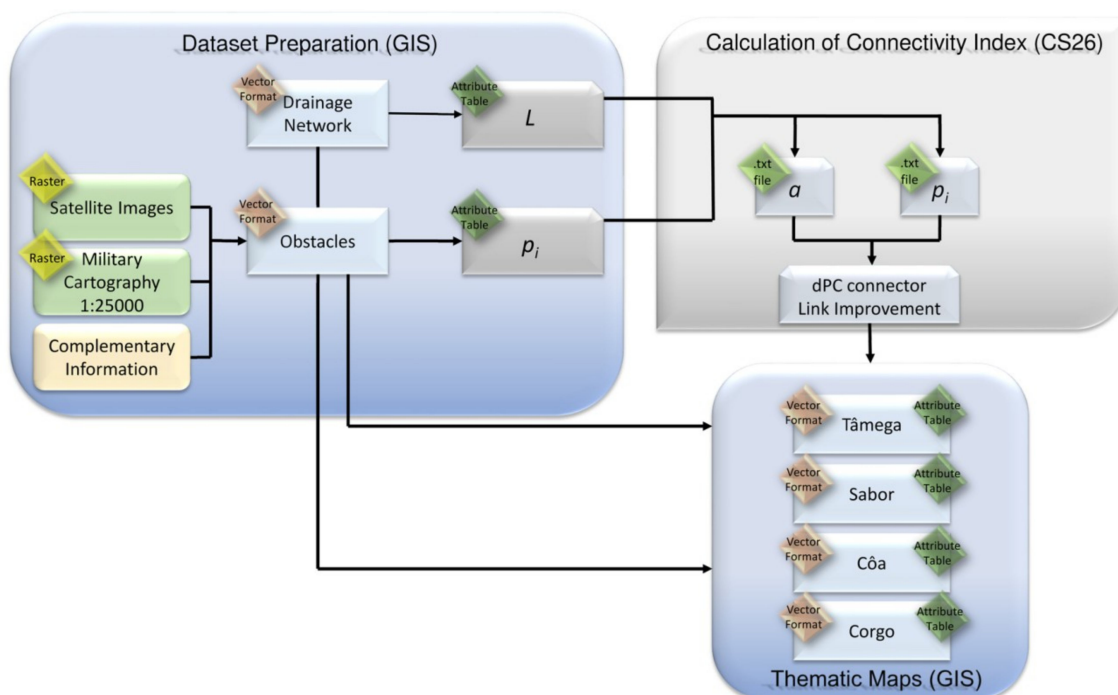 Dataset Preparation (GIS)
Vector
Format
Drainage
Network
Attribute
Table
L
Raster
Satellite Images
Raster
Military
Cartography
1:25000
Complementary
Information
Vector
Format
Obstacles
Attribute
Table
pi
Calculation of Connectivity Index (CS26)
.txt
file
a
.txt
file
pi
dPC connector
Link Improvement
Vector
Format
Tâmega
Attribute
Table
Vector
Format
Sabor
Attribute
Table
Vector
Format
Côa
Attribute
Table
Vector
Format
Corgo
Attribute
Table
Thematic Maps (GIS)